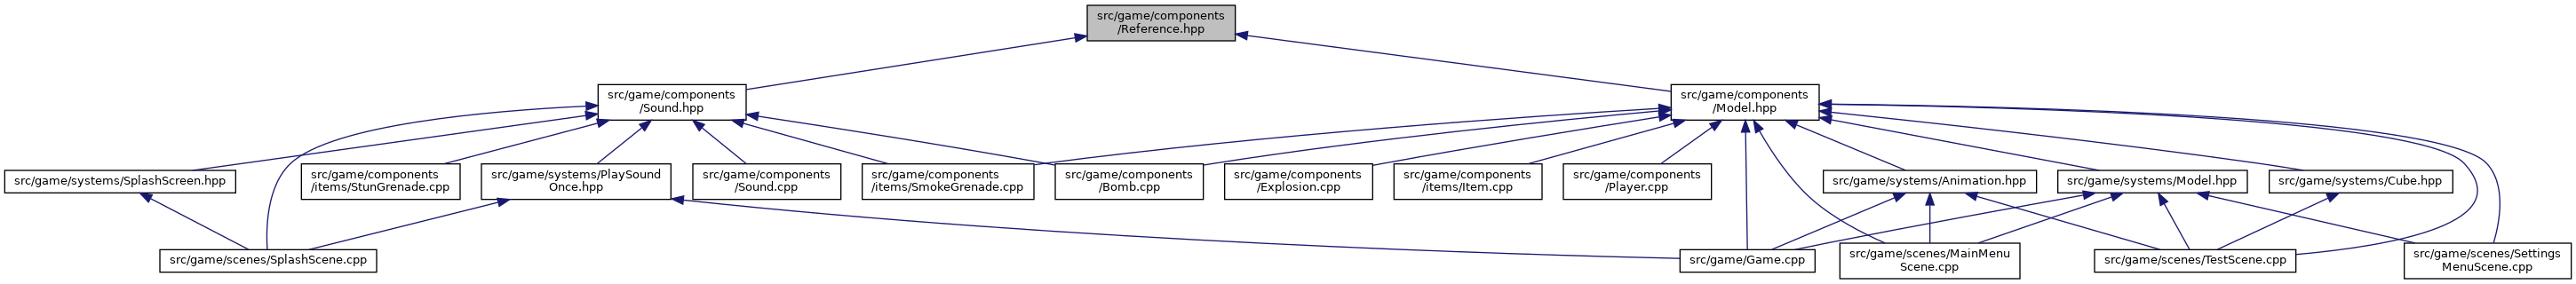 src/game/components
/Reference.hpp
src/game/components
/Sound.hpp
src/game/components
/Model.hpp
src/game/systems/SplashScreen.hpp
src/game/components
/items/StunGrenade.cpp
src/game/systems/PlaySound
Once.hpp
src/game/components
/Sound.cpp
src/game/components
/items/SmokeGrenade.cpp
src/game/components
/Bomb.cpp
src/game/components
/Explosion.cpp
src/game/components
/items/Item.cpp
src/game/components
/Player.cpp
src/game/systems/Animation.hpp
src/game/systems/Model.hpp
src/game/systems/Cube.hpp
src/game/scenes/SplashScene.cpp
src/game/Game.cpp
src/game/scenes/MainMenu
Scene.cpp
src/game/scenes/TestScene.cpp
src/game/scenes/Settings
MenuScene.cpp